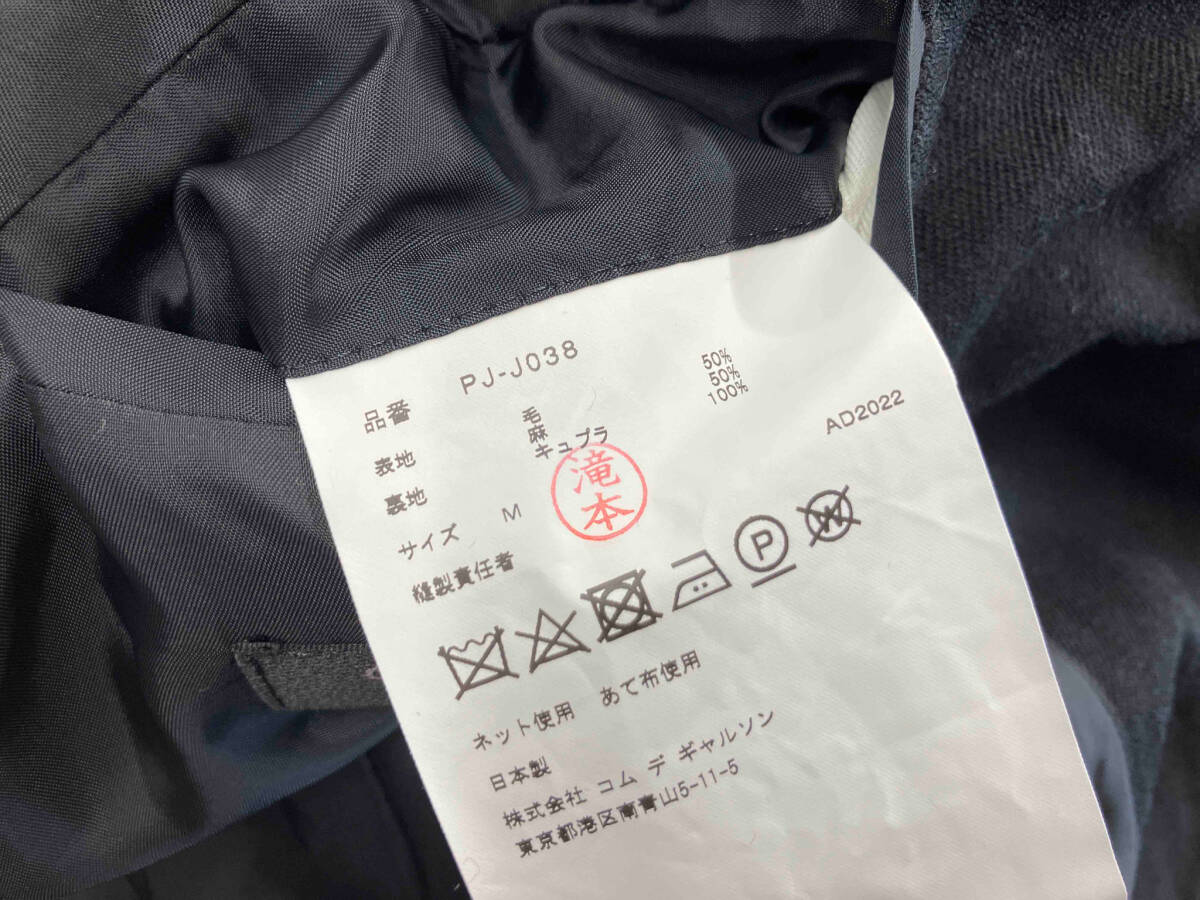 品番 PJ-J038
表地 毛 50%
麻 50%
裏地 キュプラ 100%
サイズ M AD2022
縫製責任者 滝本
P
W
ネット使用 あて布使用
日本製
株式会社 コム デ ギャルソン
東京都港区南青山5-11-5